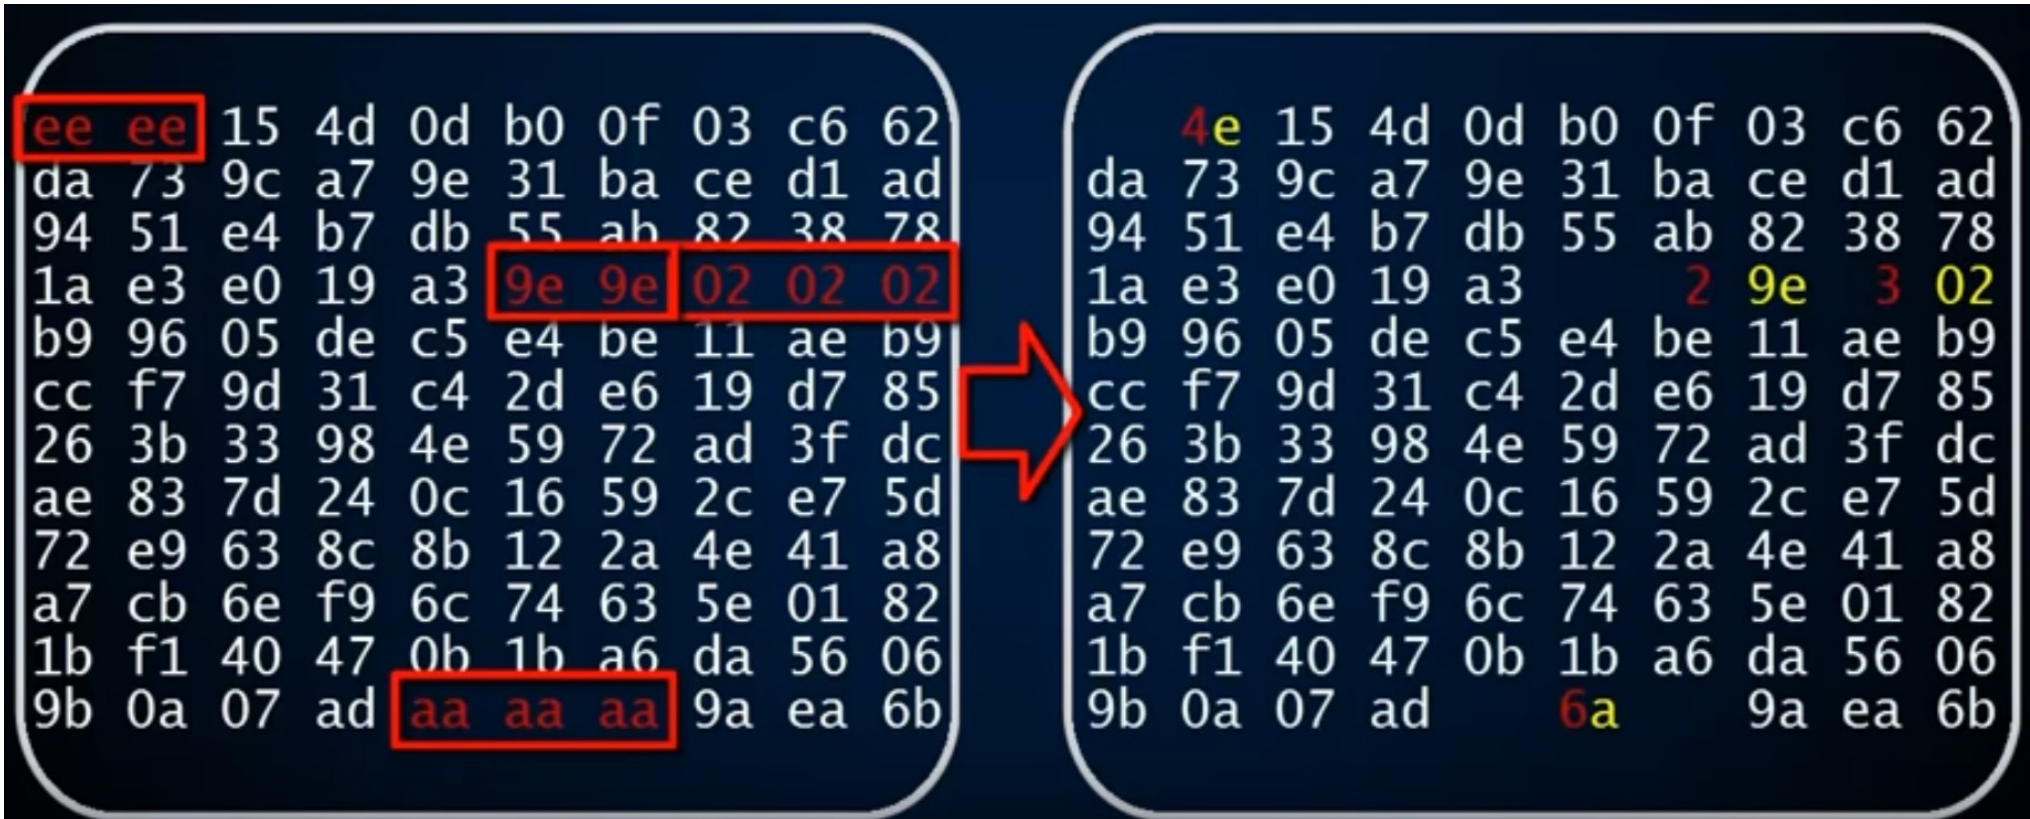 ee ee 15 4d 0d b0 0f 03 c6 62
da 73 9c a7 9e 31 ba ce d1 ad
94 51 e4 b7 db 55 ab 82 38 78
1a e3 e0 19 a3 9e 9e 02 02 02
b9 96 05 de c5 e4 be 11 ae b9
cc f7 9d 31 c4 2d e6 19 d7 85
26 3b 33 98 4e 59 72 ad 3f dc
ae 83 7d 24 0c 16 59 2c e7 5d
72 e9 63 8c 8b 12 2a 4e 41 a8
a7 cb 6e f9 6c 74 63 5e 01 82
1b f1 40 47 0b 1b a6 da 56 06
9b 0a 07 ad aa aa aa 9a ea 6b
4e 15 4d 0d b0 0f 03 c6 62
da 73 9c a7 9e 31 ba ce d1 ad
94 51 e4 b7 db 55 ab 82 38 78
1a e3 e0 19 a3 2 9e 3 02
b9 96 05 de c5 e4 be 11 ae b9
cc f7 9d 31 c4 2d e6 19 d7 85
26 3b 33 98 4e 59 72 ad 3f dc
ae 83 7d 24 0c 16 59 2c e7 5d
72 e9 63 8c 8b 12 2a 4e 41 a8
a7 cb 6e f9 6c 74 63 5e 01 82
1b f1 40 47 0b 1b a6 da 56 06
9b 0a 07 ad 6a 9a ea 6b